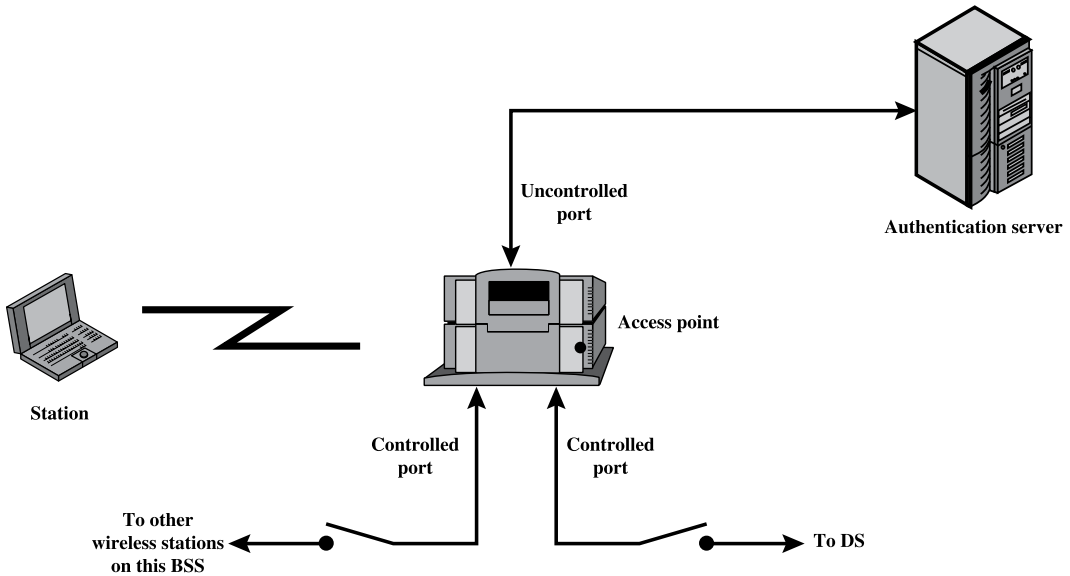 Uncontrolled
port
Authentication server
Access point
Station
Controlled
port
Controlled
port
To other
wireless stations
on this BSS
To DS